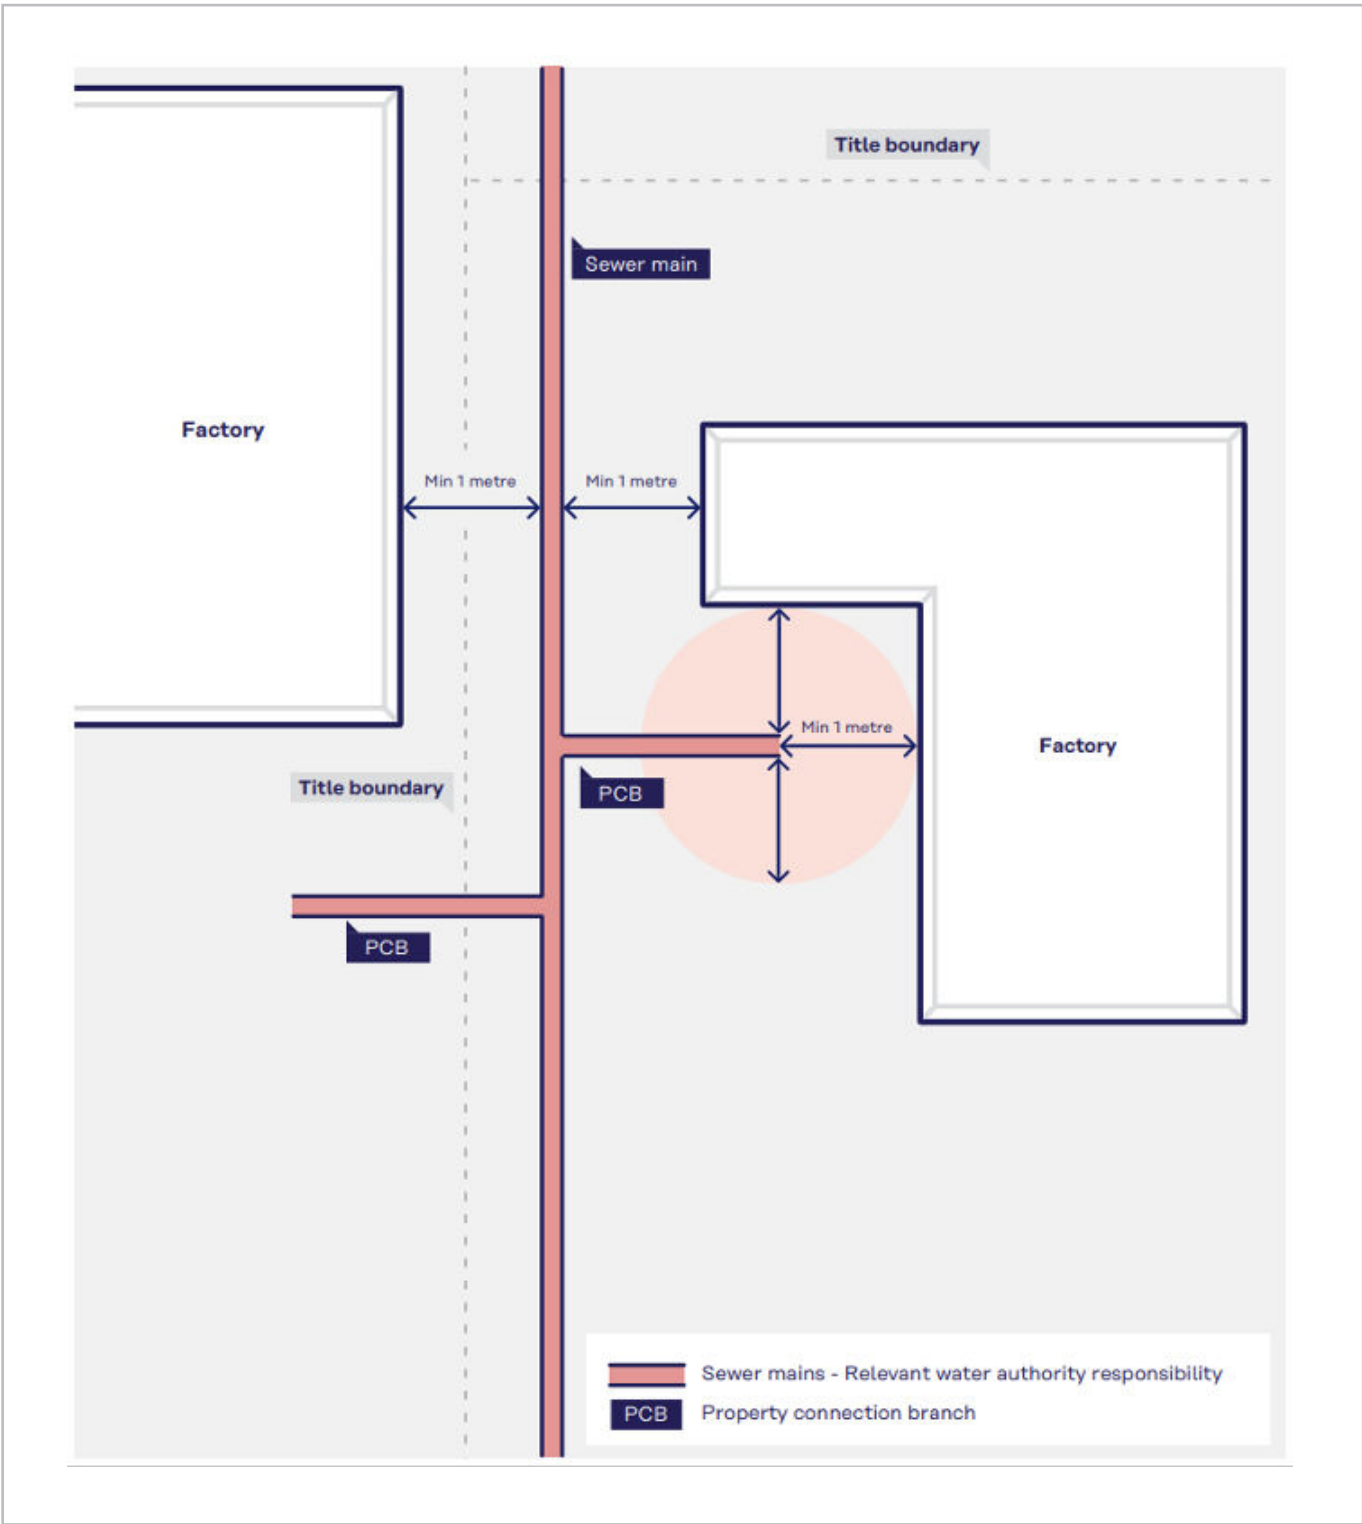 Title boundary
Sewer main
Factory
Min 1 metre
Min 1 metre
Min 1 metre
Factory
Title boundary
PCB
PCB
Sewer mains - Relevant water authority responsibility
PCB
Property connection branch